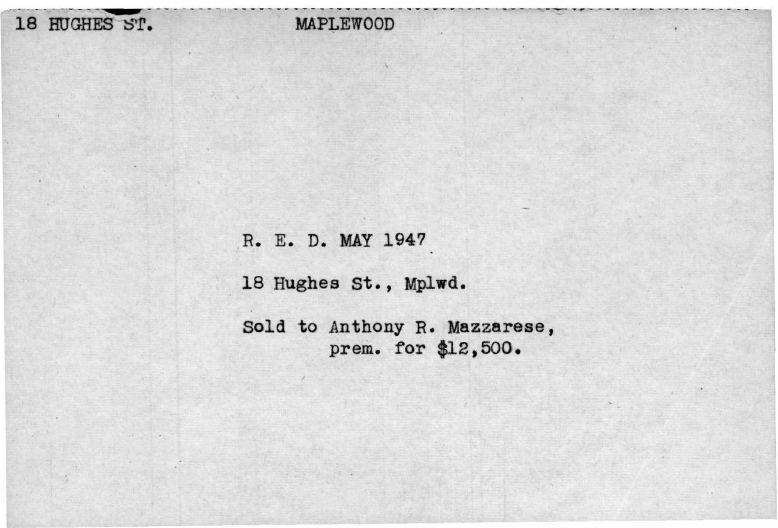 18 HUGHES ST. MAPLEWOOD
R. E. D. MAY 1947
18 Hughes St., Mplwd.
Sold to Anthony R. Mazzarese,
prem. for $12,500.